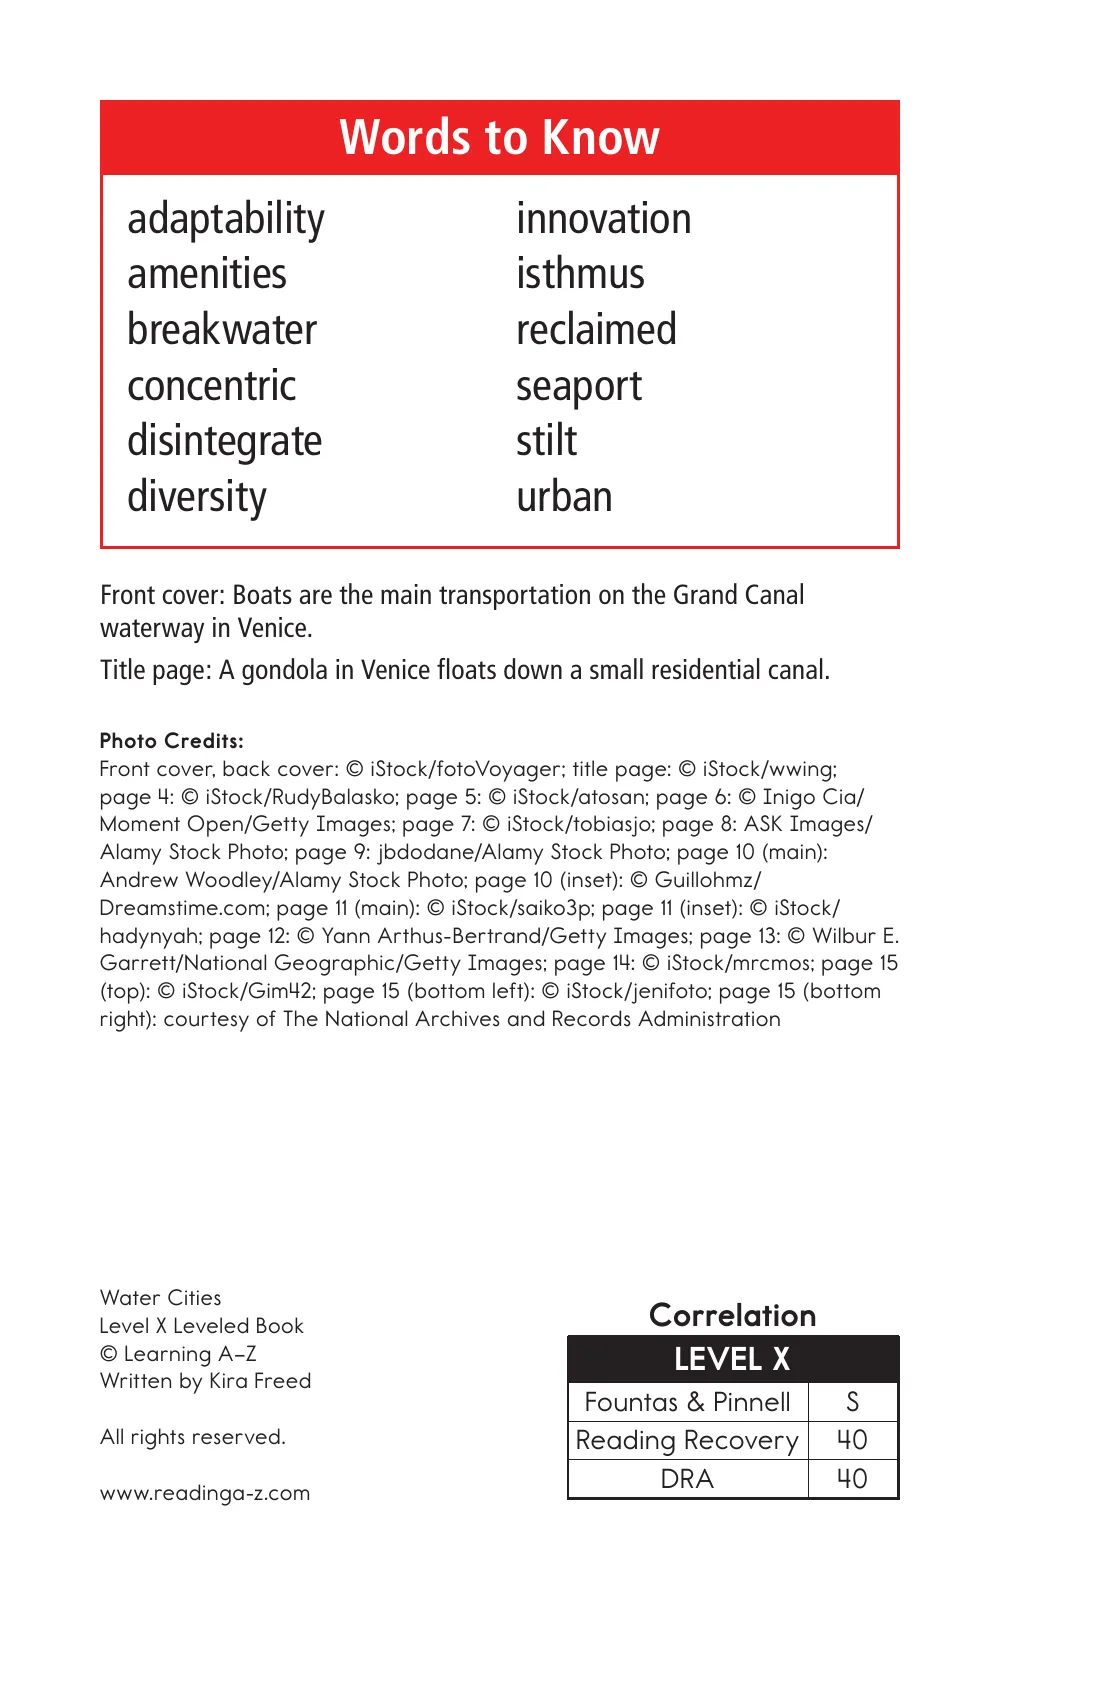 Words to Know
adaptability
amenities
breakwater
concentric
disintegrate
diversity
innovation
isthmus
reclaimed
seaport
stilt
urban
Front cover: Boats are the main transportation on the Grand Canal
waterway in Venice.
Title page: A gondola in Venice floats down a small residential canal.
Photo Credits:
Front cover, back cover: © iStock/fotoVoyager; title page: © iStock/wwing;
page 4: © iStock/RudyBalasko; page 5: © iStock/atosan; page 6: © Inigo Cia/
Moment Open/Getty Images; page 7: © iStock/tobiasjo; page 8: ASK Images/
Alamy Stock Photo; page 9: jbdodane/Alamy Stock Photo; page 10 (main):
Andrew Woodley/Alamy Stock Photo; page 10 (inset): © Guillohmz/
Dreamstime.com; page 11 (main): © iStock/saiko3p; page 11 (inset): © iStock/
hadynyah; page 12: © Yann Arthus-Bertrand/Getty Images; page 13: © Wilbur E.
Garrett/National Geographic/Getty Images; page 14: © iStock/mrcmos; page 15
(top): © iStock/Gim42; page 15 (bottom left): © iStock/jenifoto; page 15 (bottom
right): courtesy of The National Archives and Records Administration
Water Cities
Level X Leveled Book
© Learning A–Z
Written by Kira Freed
All rights reserved.
www.readinga-z.com
Correlation
LEVEL X
Fountas & Pinnell S
Reading Recovery 40
DRA 40